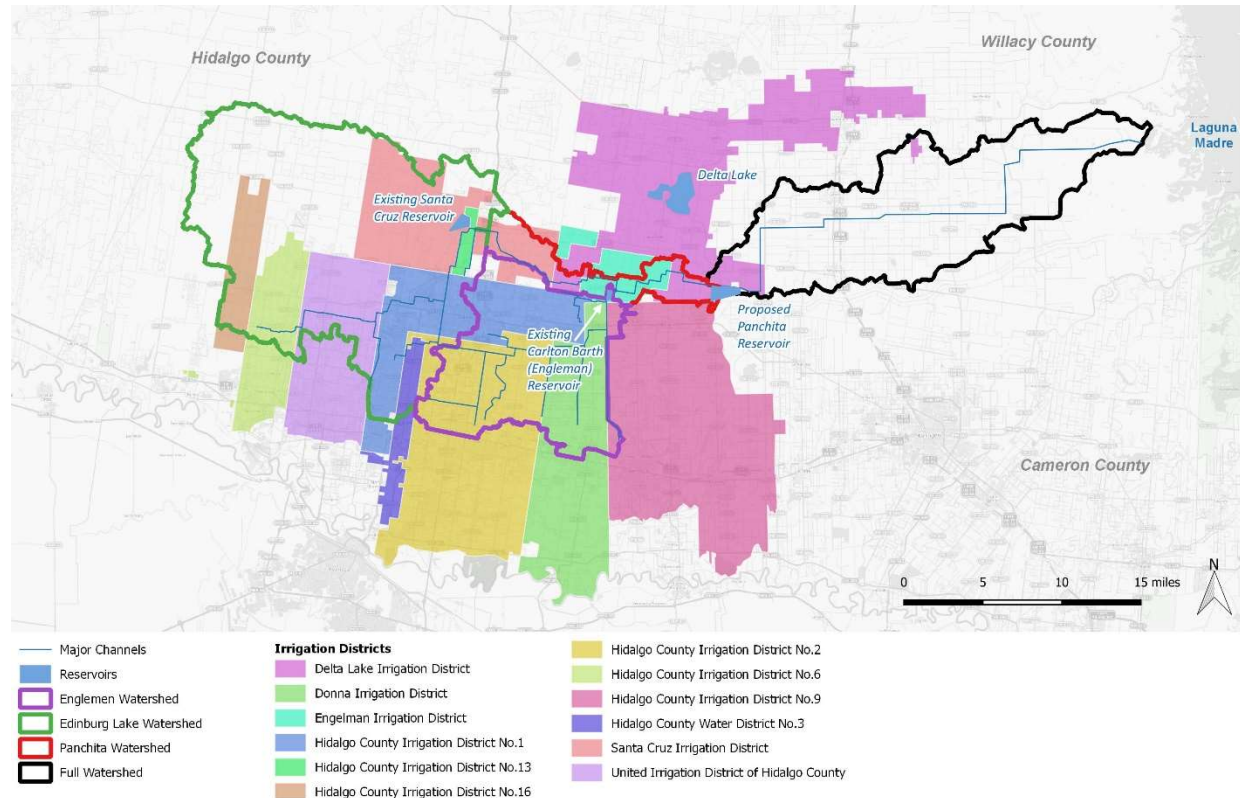 Hidalgo County
Willacy County
Laguna
Madre
Delta Lake
Existing Santa
Cruz Reservoir
Proposed
Panchita
Reservoir
Existing
Carlton Barth
(Engleman)
Reservoir
Cameron County
0 5 10 15 miles
N
Major Channels
Reservoirs
Englemen Watershed
Edinburg Lake Watershed
Panchita Watershed
Full Watershed
Irrigation Districts
Delta Lake Irrigation District
Donna Irrigation District
Engelman Irrigation District
Hidalgo County Irrigation District No.1
Hidalgo County Irrigation District No.13
Hidalgo County Irrigation District No.16
Hidalgo County Irrigation District No.2
Hidalgo County Irrigation District No.6
Hidalgo County Irrigation District No.9
Hidalgo County Water District No.3
Santa Cruz Irrigation District
United Irrigation District of Hidalgo County